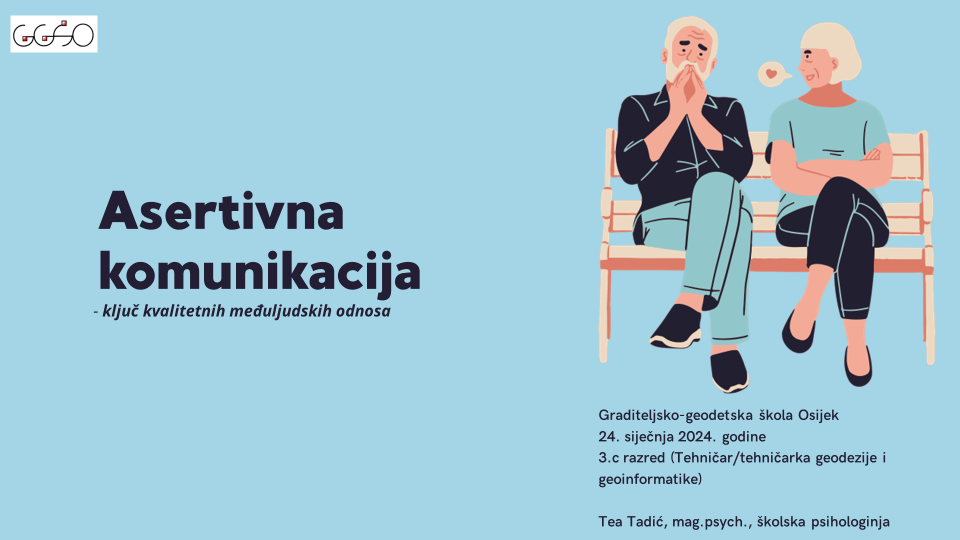 GGŠO
Asertivna
komunikacija
- ključ kvalitetnih međuljudskih odnosa
Graditeljsko-geodetska škola Osijek
24. siječnja 2024. godine
3.c razred (Tehničar/tehničarka geodezije i
geoinformatike)
Tea Tadić, mag.psych., školska psihologinja